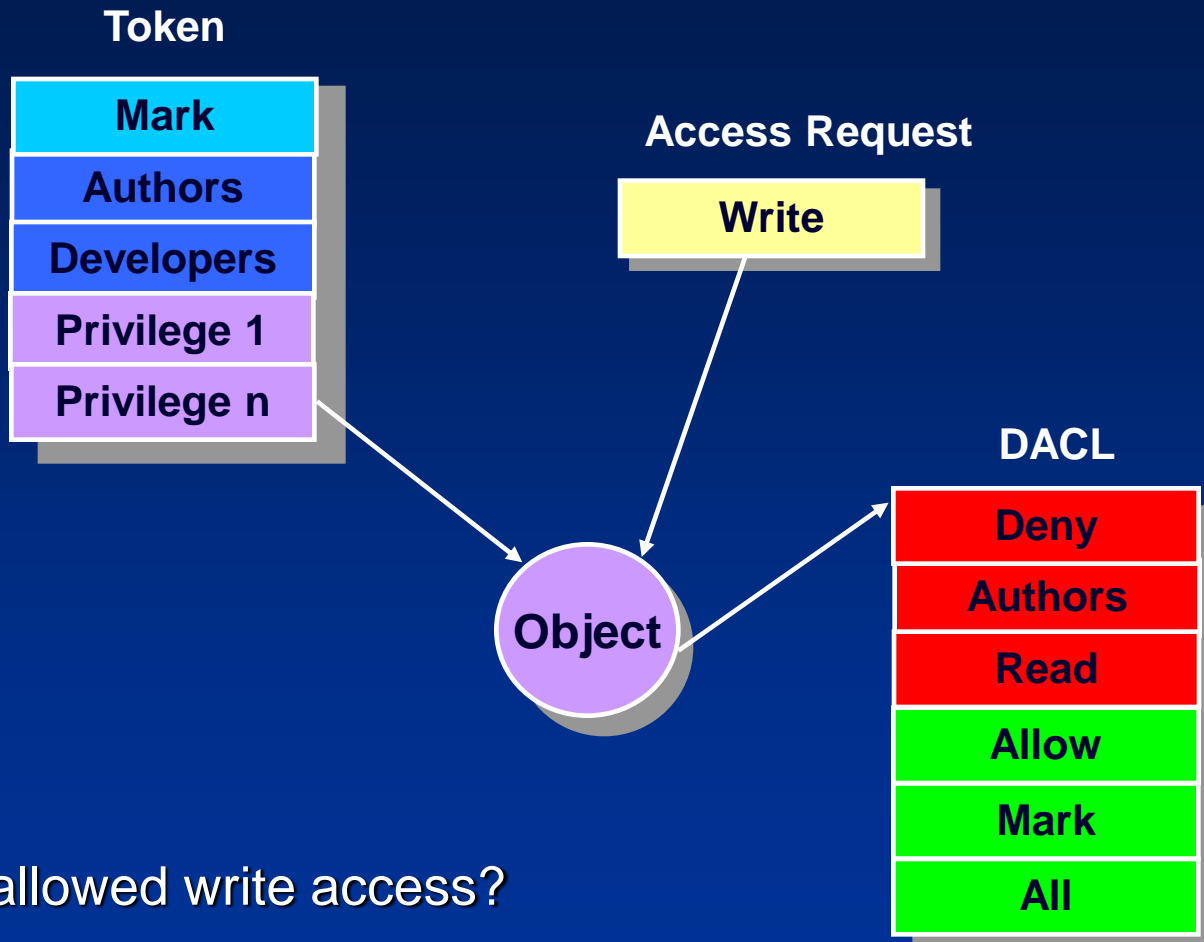 Token
Mark
Authors
Developers
Privilege 1
Privilege n
Access Request
Write
Object
DACL
Deny
Authors
Read
Allow
Mark
All
allowed write access?